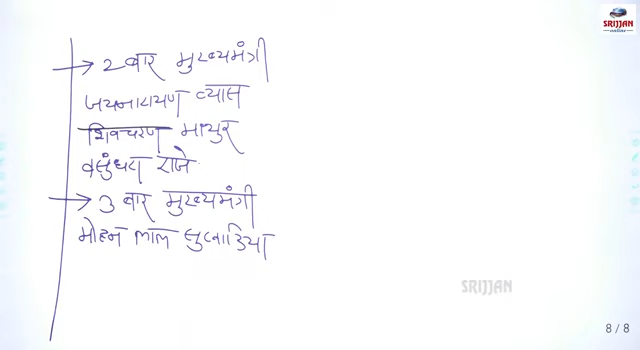 SRIJJAN
online
→ 2 बार मुख्यमंत्री
जयनारायण व्यास
शिवचरण माथुर
वसुंधरा राजे
→ 3 बार मुख्यमंत्री
मोहन लाल सुखाडिया
SRIJJAN
8 / 8